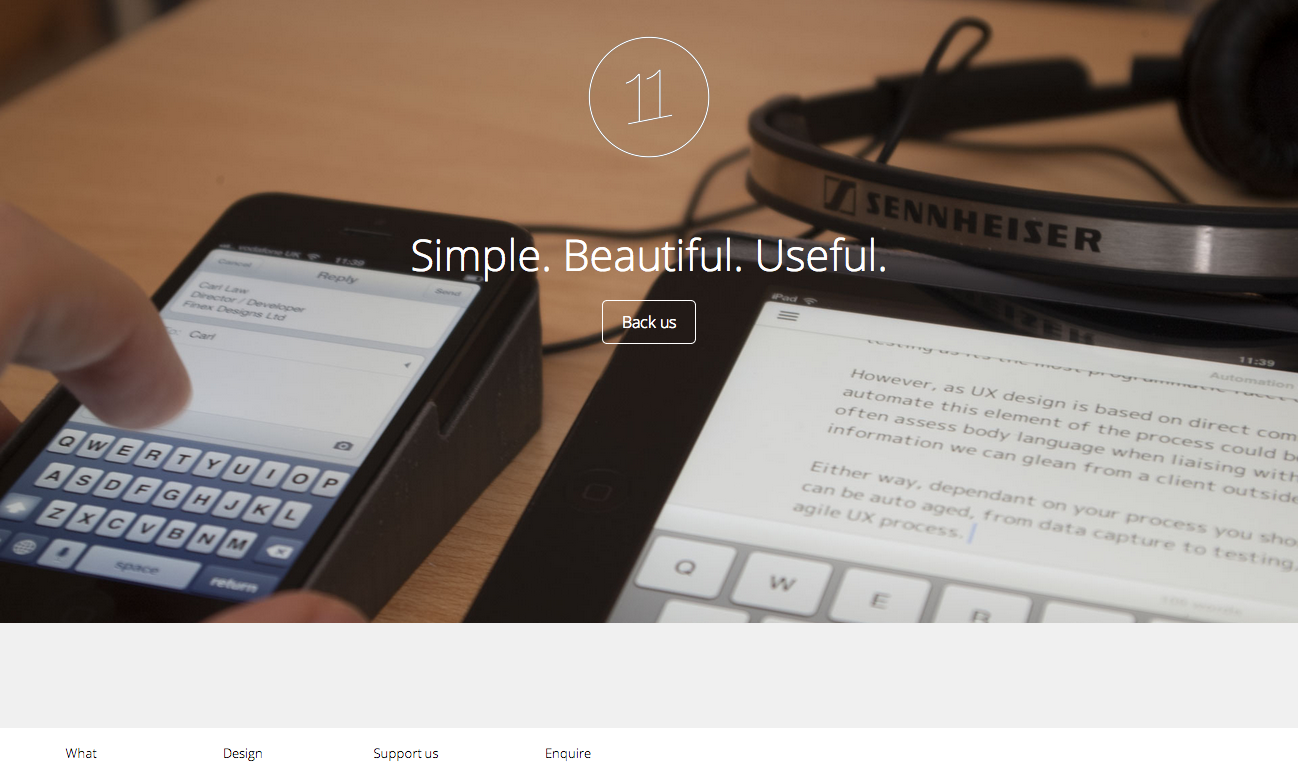 11
Simple. Beautiful. Useful.
Back us
SENNHEISER
vodafone UK 11:39
Cancel Reply Send
Carl Law
Director / Developer
Finex Designs Ltd
To: Carl
Q W E R T Y U I O P
A S D F G H J K L
Z X C V B N M
space return
iPad 11:39
Automation
However, as UX design is based on direct com
automate this element of the process could b
often assess body language when liaising with
information we can glean from a client outside
Either way, dependant on your process you sho
can be auto aged, from data capture to testing,
agile UX process.
Q W E R
What Design Support us Enquire